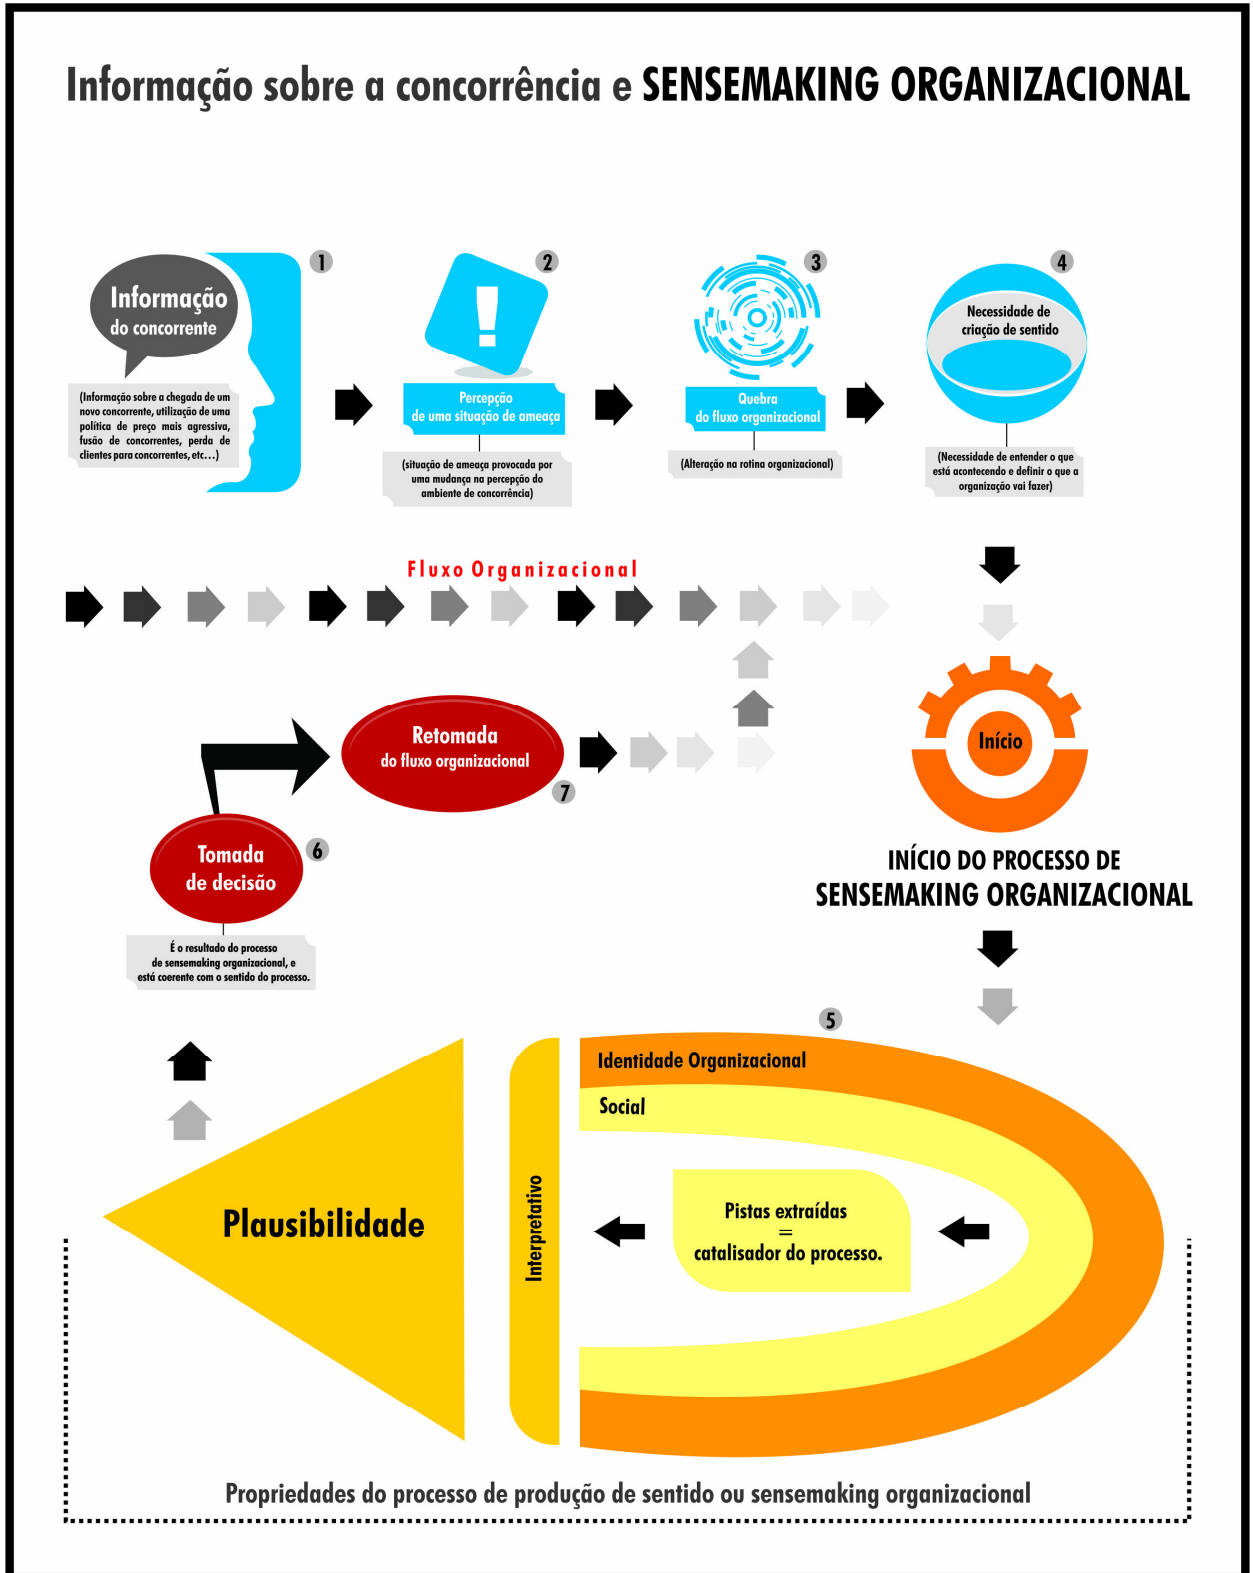 Informação sobre a concorrência e SENSEMAKING ORGANIZACIONAL
1
Informação
do concorrente
(Informação sobre a chegada de um
novo concorrente, utilização de uma
política de preço mais agressiva,
fusão de concorrentes, perda de
clientes para concorrentes, etc...)
2
!
Percepção
de uma situação de ameaça
(situação de ameaça provocada por
uma mudança na percepção do
ambiente de concorrência)
3
Quebra
do fluxo organizacional
(Alteração na rotina organizacional)
4
Necessidade de
criação de sentido
(Necessidade de entender o que
está acontecendo e definir o que a
organização vai fazer)
Fluxo Organizacional
Início
INÍCIO DO PROCESSO DE
SENSEMAKING ORGANIZACIONAL
Retomada
do fluxo organizacional
7
Tomada
de decisão
6
É o resultado do processo
de sensemaking organizacional, e
está coerente com o sentido do processo.
5
Identidade Organizacional
Social
Pistas extraídas
=
catalisador do processo.
Interpretativo
Plausibilidade
Propriedades do processo de produção de sentido ou sensemaking organizacional